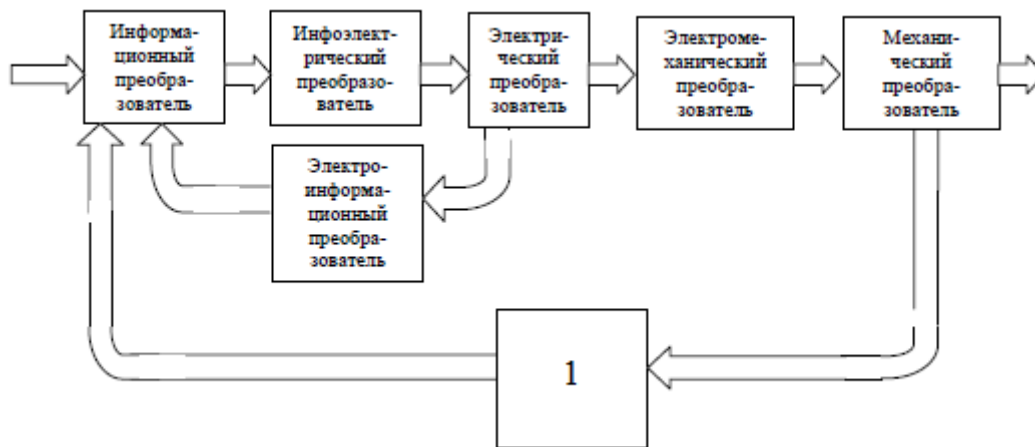 Информа-
ционный
преобра-
зователь
Инфоэлект-
рический
преобразо-
ватель
Электри-
ческий
преобра-
зователь
Электроме-
ханический
преобра-
зователь
Механи-
ческий
преобра-
зователь
Электро-
информа-
ционный
преобра-
зователь
1